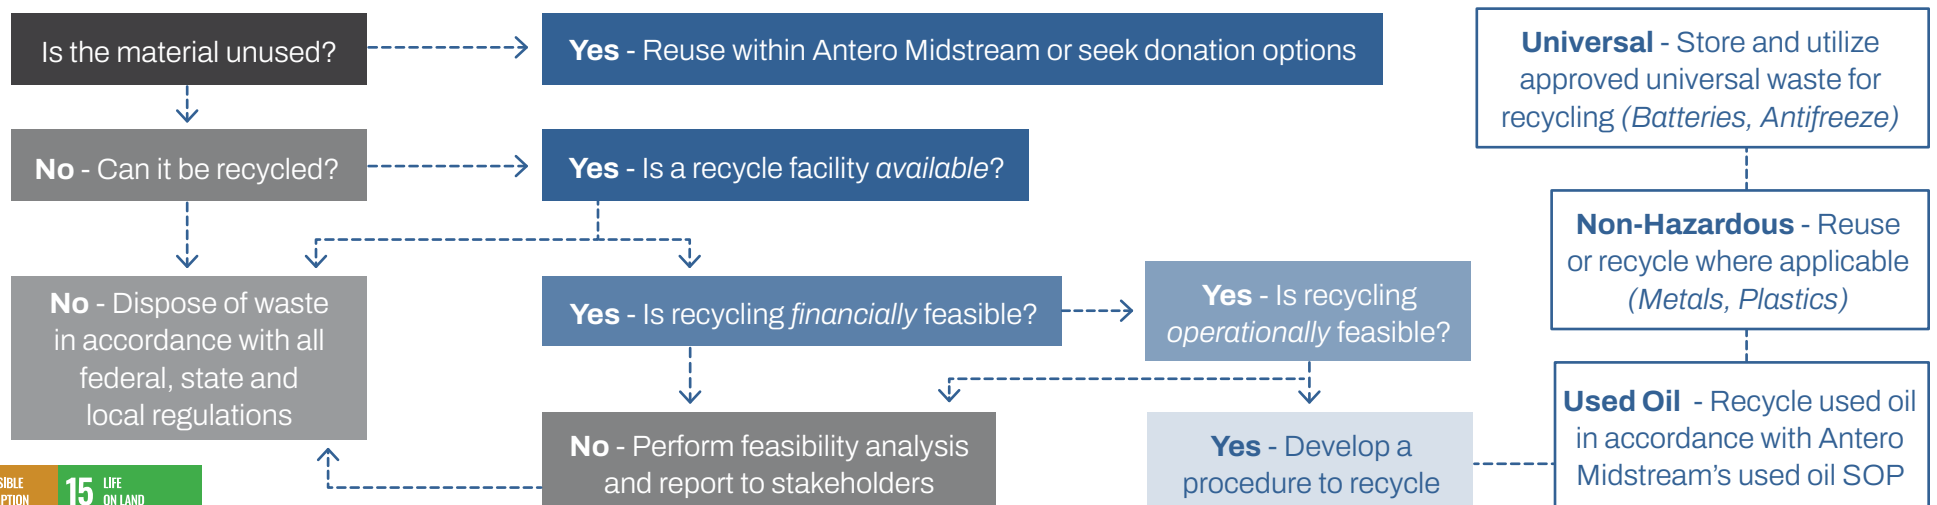 Is the material unused?
Yes - Reuse within Antero Midstream or seek donation options
No - Can it be recycled?
Yes - Is a recycle facility available?
No - Dispose of waste
in accordance with all
federal, state and
local regulations
Yes - Is recycling financially feasible?
Yes - Is recycling
operationally feasible?
No - Perform feasibility analysis
and report to stakeholders
Yes - Develop a
procedure to recycle
Universal - Store and utilize
approved universal waste for
recycling (Batteries, Antifreeze)
Non-Hazardous - Reuse
or recycle where applicable
(Metals, Plastics)
Used Oil - Recycle used oil
in accordance with Antero
Midstream's used oil SOP
15 LIFE
ON LAND